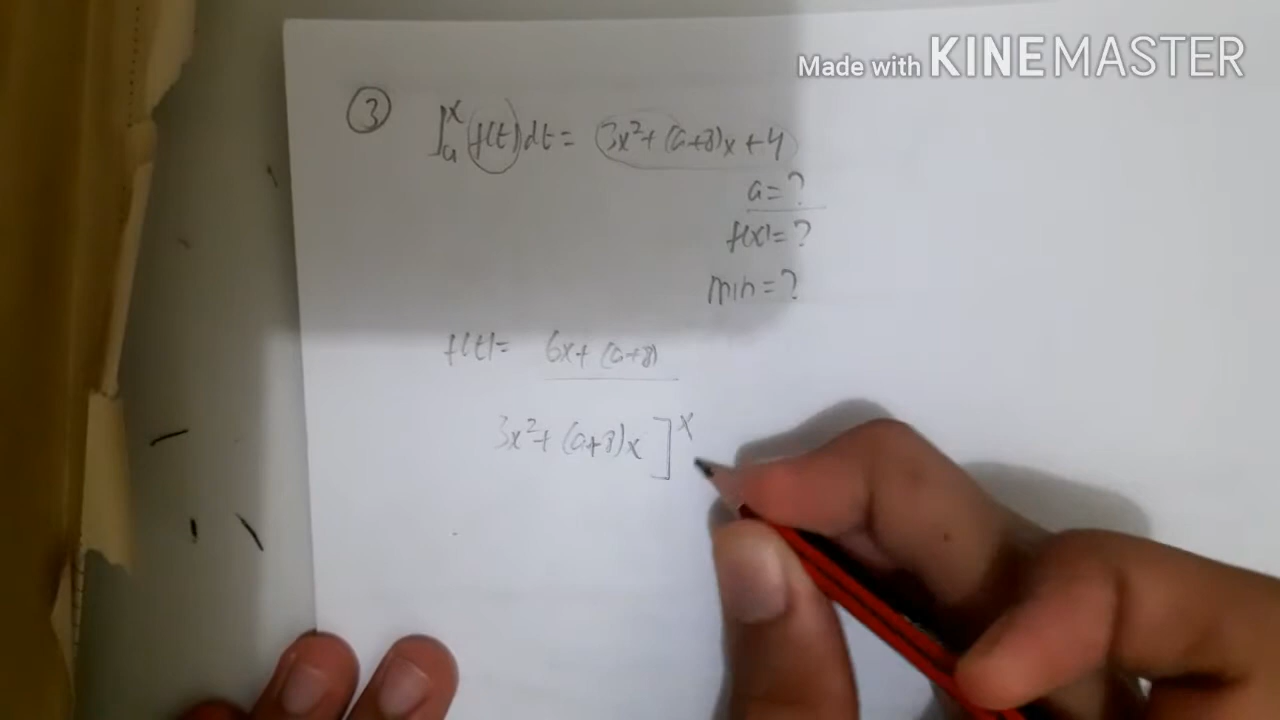 Made with KINEMASTER
③ ∫ₐˣ f(t)dt = 3x² + (a+8)x + 4
a = ?
f(x) = ?
min = ?
f(t) = 6x + (a+8)
3x² + (a+8)x ]ˣ